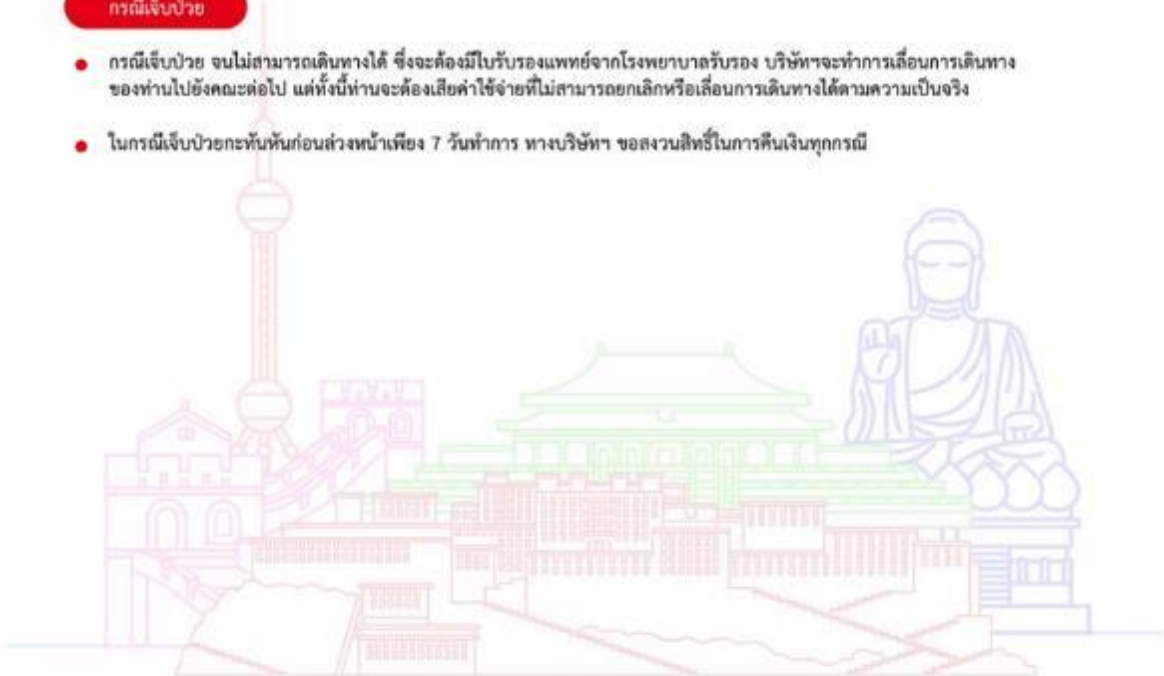 กรณีเจ็บป่วย
กรณีเจ็บป่วย จนไม่สามารถเดินทางได้ ซึ่งจะต้องมีใบรับรองแพทย์จากโรงพยาบาลรับรอง บริษัทฯจะทำการเลื่อนการเดินทาง
ของท่านไปยังคณะต่อไป แต่ทั้งนี้ท่านจะต้องเสียค่าใช้จ่ายที่ไม่สามารถยกเลิกหรือเลื่อนการเดินทางได้ตามความเป็นจริง
ในกรณีเจ็บป่วยกะทันหันก่อนล่วงหน้าเพียง 7 วันทำการ ทางบริษัทฯ ขอสงวนสิทธิ์ในการคืนเงินทุกกรณี